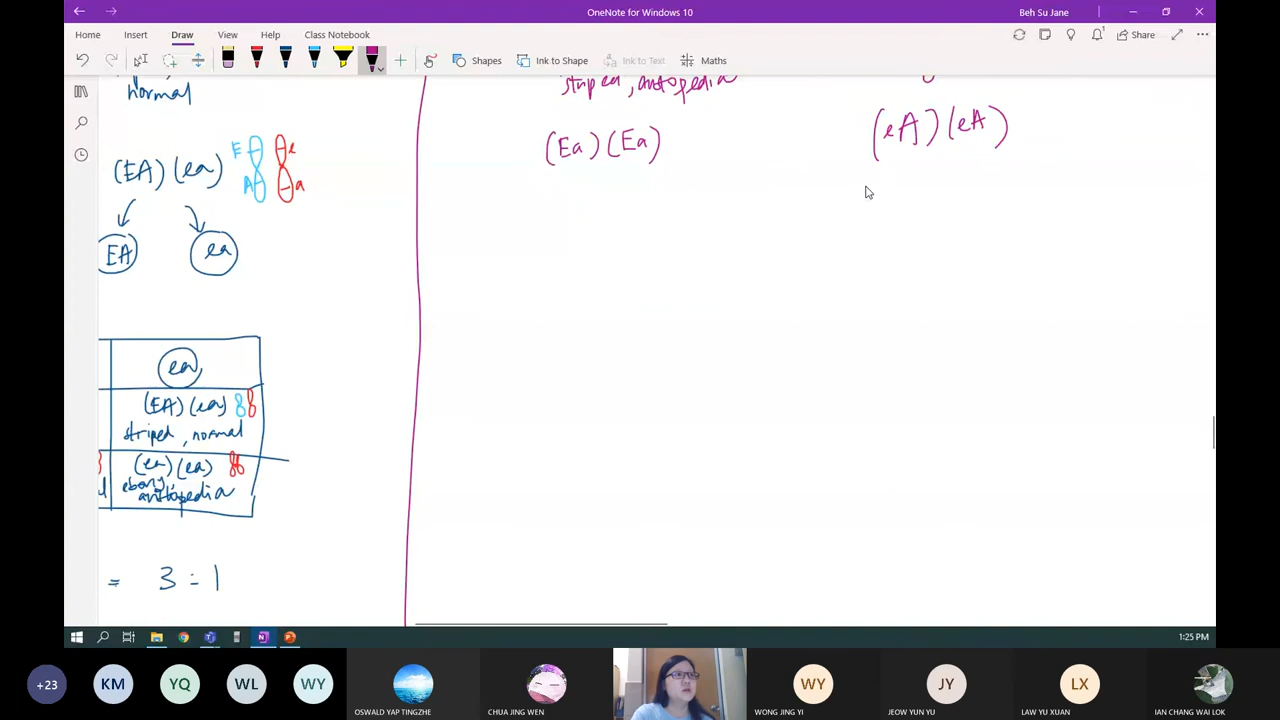 OneNote for Windows 10
Beh Su Jane
Home Insert Draw View Help Class Notebook
Share
Shapes Ink to Shape Ink to Text Maths
normal
striped, antopedia
(Ea)(Ea)
(eA)(eA)
(EA)(ea)
E e
A a
EA ea
ea
(EA)(ea)
striped, normal
(ea)(ea)
ebony,
antopedia
= 3:1
1:25 PM
+23 KM YQ WL WY WY JY LX
OSWALD YAP TINGZHE CHUA JING WEN WONG JING YI JEOW YUN YU LAW YU XUAN IAN CHANG WAI LOK